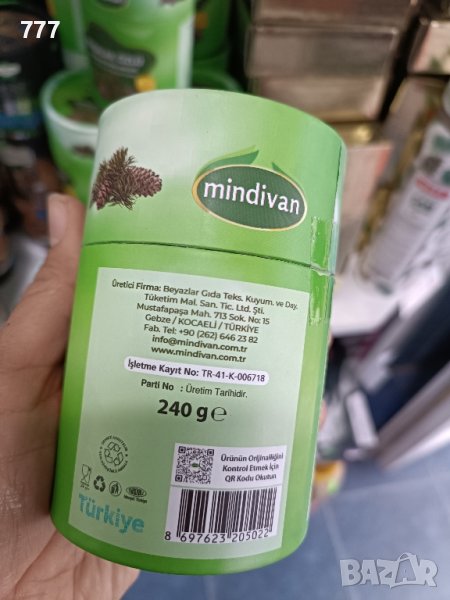 777
mindivan
Üretici Firma: Beyazlar Gıda Teks. Kuyum. ve Day.
Tüketim Mal. San. Tic. Ltd. Şti.
Mustafapaşa Mah. 713 Sok. No: 15
Gebze / KOCAELİ / TÜRKİYE
Fab. Tel: +90 (262) 646 23 82
info@mindivan.com.tr
www.mindivan.com.tr
İşletme Kayıt No: TR-41-K-006718
Parti No : Üretim Tarihidir.
240 g e
Ürünün Orijinalliğini
Kontrol Etmek İçin
QR Kodu Okutun
Türkiye
8 697623 205022
BAZAR